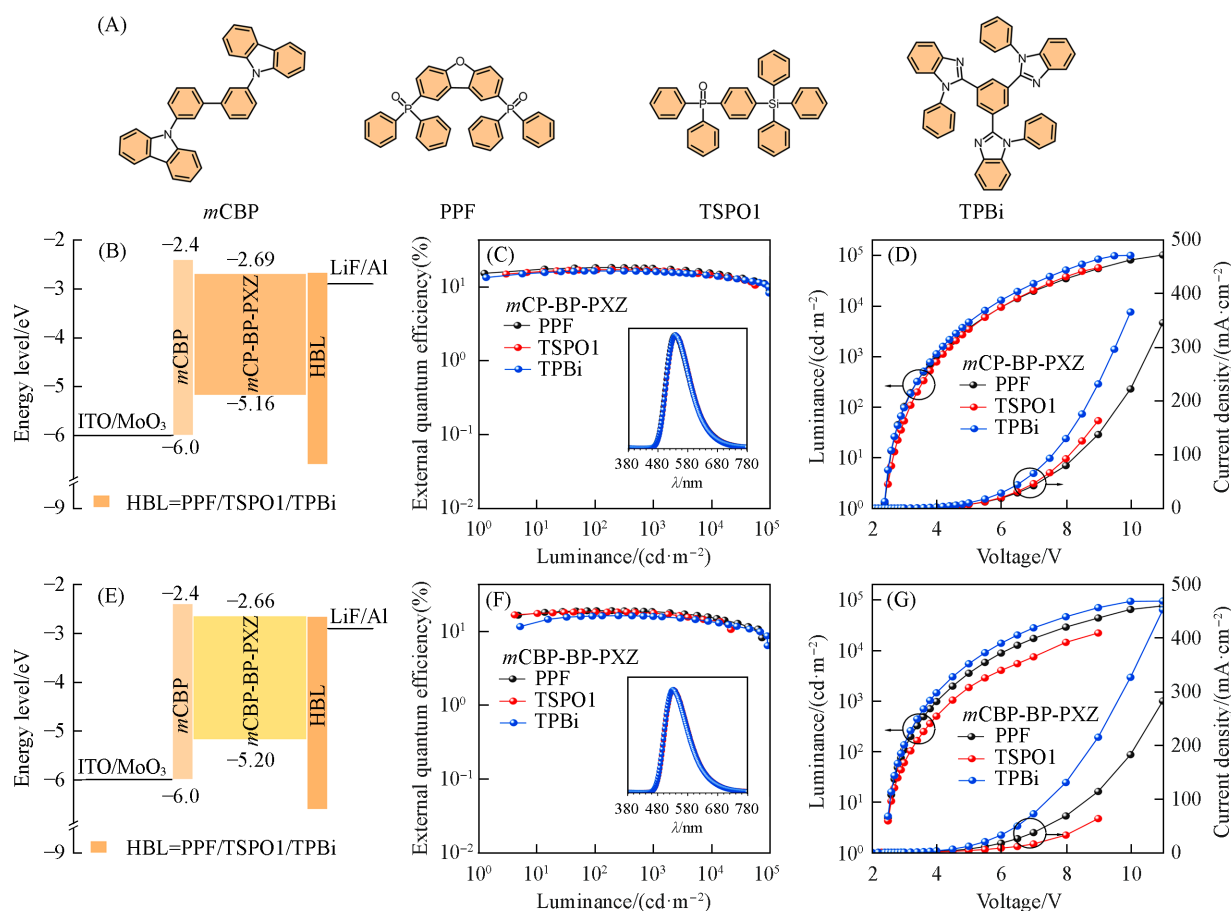 (A)
N
N
O
O
P
O
P
O
P
Si
N
N
N
N
N
N
mCBP
PPF
TSPO1
TPBi
(B)
Energy level/eV
−2
−3
−4
−5
−6
−9
−2.4
−2.69
LiF/Al
mCBP
mCP-BP-PXZ
HBL
−5.16
ITO/MoO₃
−6.0
HBL=PPF/TSPO1/TPBi
(C)
External quantum efficiency(%)
10²
10¹
10⁰
10⁻¹
10⁻²
mCP-BP-PXZ
PPF
TSPO1
TPBi
380 480 580 680 780
λ/nm
10⁰ 10¹ 10² 10³ 10⁴ 10⁵
Luminance/(cd·m⁻²)
(D)
Luminance/(cd·m⁻²)
10⁵
10⁴
10³
10²
10¹
10⁰
mCP-BP-PXZ
PPF
TSPO1
TPBi
500
400
300
200
100
0
Current density/(mA·cm⁻²)
2 4 6 8 10
Voltage/V
(E)
Energy level/eV
−2
−3
−4
−5
−6
−9
−2.4
−2.66
LiF/Al
mCBP
mCBP-BP-PXZ
HBL
−5.20
ITO/MoO₃
−6.0
HBL=PPF/TSPO1/TPBi
(F)
External quantum efficiency(%)
10²
10¹
10⁰
10⁻¹
10⁻²
mCBP-BP-PXZ
PPF
TSPO1
TPBi
380 480 580 680 780
λ/nm
10⁰ 10¹ 10² 10³ 10⁴ 10⁵
Luminance/(cd·m⁻²)
(G)
Luminance/(cd·m⁻²)
10⁵
10⁴
10³
10²
10¹
10⁰
mCBP-BP-PXZ
PPF
TSPO1
TPBi
500
400
300
200
100
0
Current density/(mA·cm⁻²)
2 4 6 8 10
Voltage/V